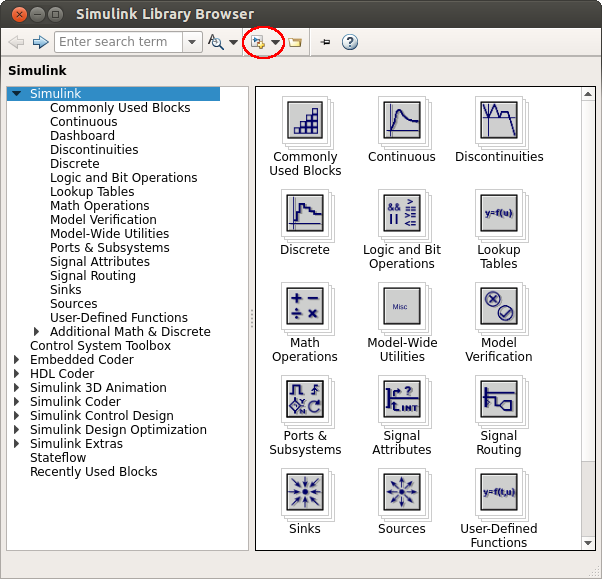 Simulink Library Browser
Enter search term
Simulink
Simulink
Commonly Used Blocks
Continuous
Dashboard
Discontinuities
Discrete
Logic and Bit Operations
Lookup Tables
Math Operations
Model Verification
Model-Wide Utilities
Ports & Subsystems
Signal Attributes
Signal Routing
Sinks
Sources
User-Defined Functions
Additional Math & Discrete
Control System Toolbox
Embedded Coder
HDL Coder
Simulink 3D Animation
Simulink Coder
Simulink Control Design
Simulink Design Optimization
Simulink Extras
Stateflow
Recently Used Blocks
Commonly
Used Blocks
Continuous
Discontinuities
&& >
|| ==
<=
y=f(u)
Discrete
Logic and Bit
Operations
Lookup
Tables
+ −
÷ ×
Misc
Math
Operations
Model-Wide
Utilities
Model
Verification
Y
N
?
INT
Ports &
Subsystems
Signal
Attributes
Signal
Routing
y=f(t,u)
Sinks
Sources
User-Defined
Functions